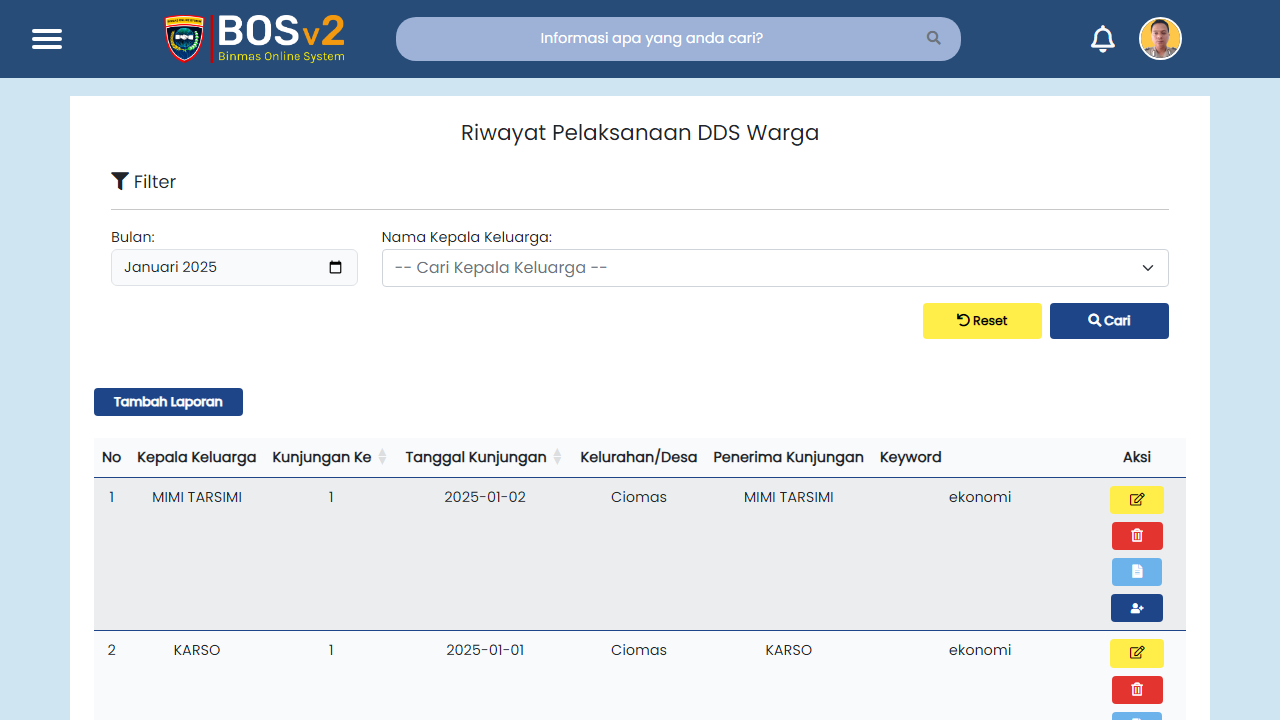 BOSv2
Binmas Online System
Informasi apa yang anda cari?
Riwayat Pelaksanaan DDS Warga
Filter
Bulan:
Nama Kepala Keluarga:
Januari 2025
-- Cari Kepala Keluarga --
Reset
Cari
Tambah Laporan
No Kepala Keluarga Kunjungan Ke Tanggal Kunjungan Kelurahan/Desa Penerima Kunjungan Keyword Aksi
1 MIMI TARSIMI 1 2025-01-02 Ciomas MIMI TARSIMI ekonomi
2 KARSO 1 2025-01-01 Ciomas KARSO ekonomi